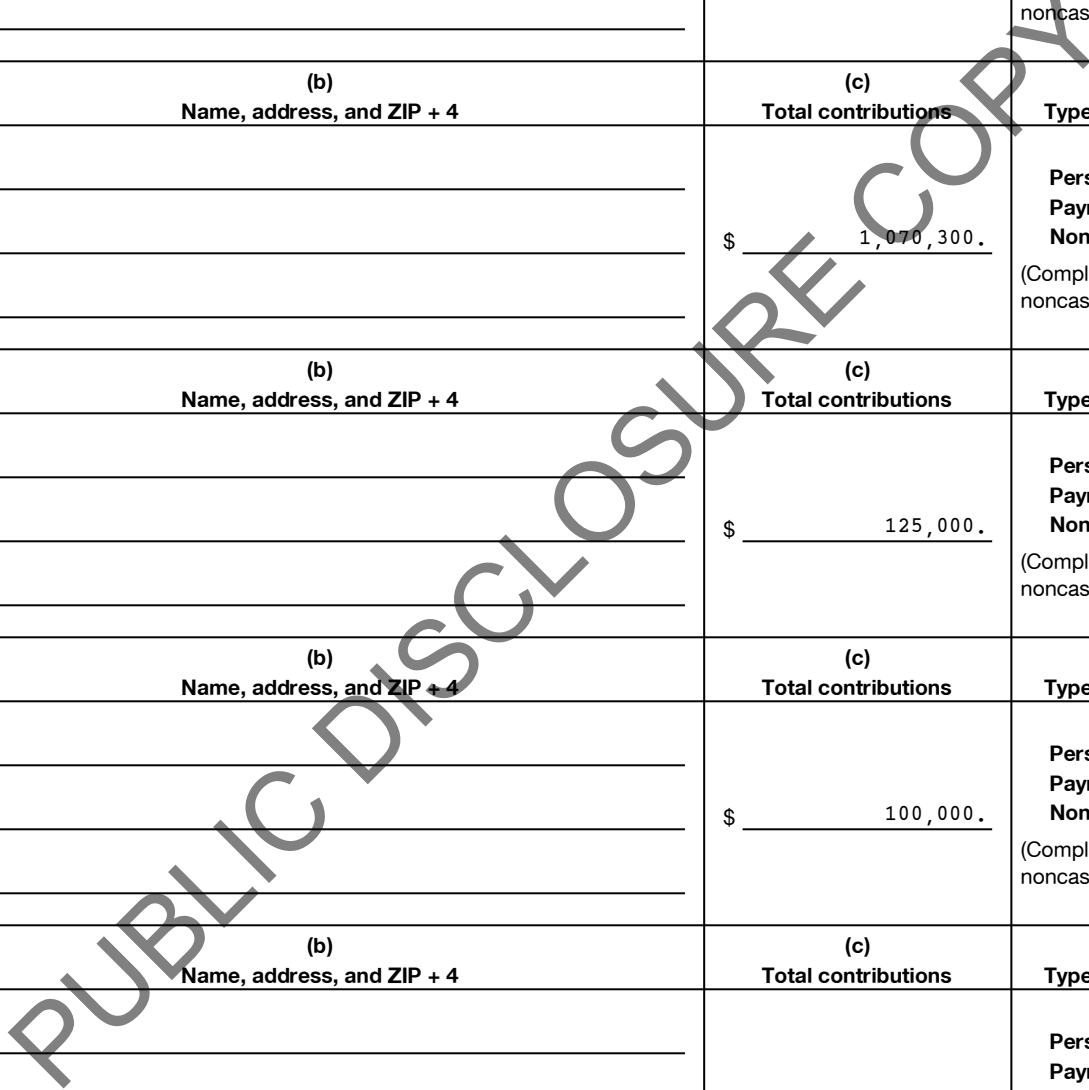 noncas
(b) (c)
Name, address, and ZIP + 4 Total contributions Type
Pers
Payr
$ 1,070,300. Non
(Compl
noncas
(b) (c)
Name, address, and ZIP + 4 Total contributions Type
Pers
Payr
$ 125,000. Non
(Compl
noncas
(b) (c)
Name, address, and ZIP + 4 Total contributions Type
Pers
Payr
$ 100,000. Non
(Compl
noncas
(b) (c)
Name, address, and ZIP + 4 Total contributions Type
Pers
Payr
PUBLIC DISCLOSURE COPY